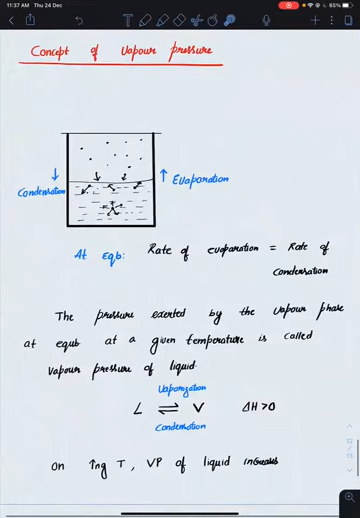 11:37 AM Thu 24 Dec
65%
Concept of Vapour pressure
Condensation
Evaporation
At Eqb: Rate of evaporation = Rate of
condensation
The pressure exerted by the vapour phase
at equb at a given temperature is called
vapour pressure of liquid.
Vaporization
L ⇌ V ΔH>0
Condensation
On ↑ng T, VP of liquid increases